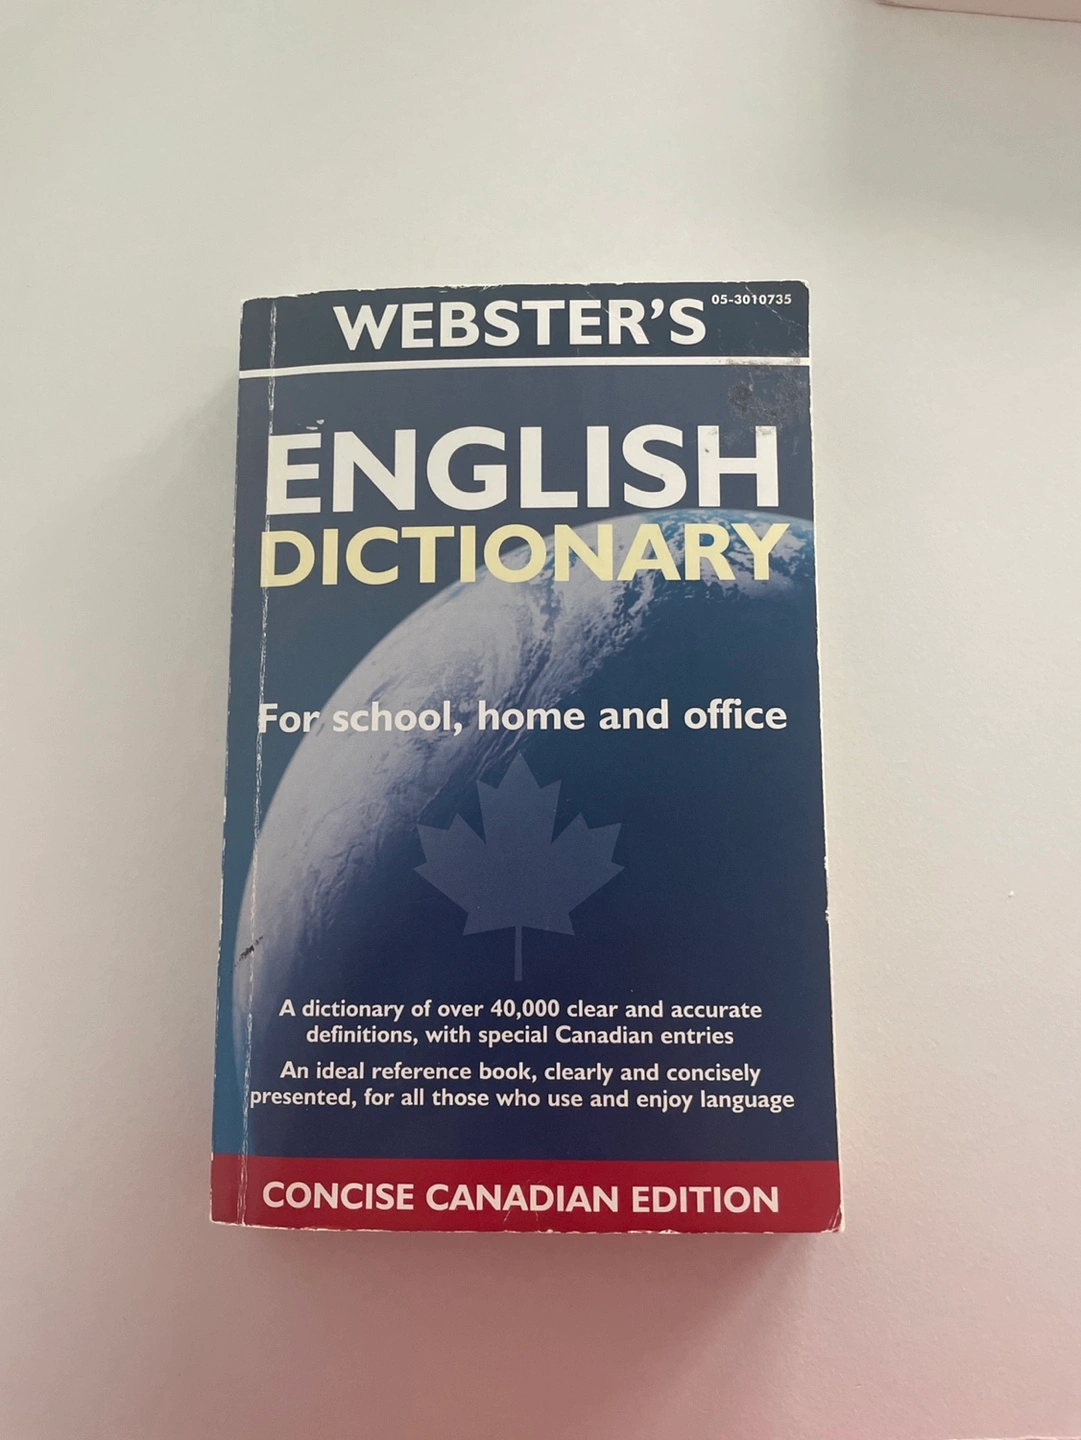 WEBSTER'S
05-3010735
ENGLISH
DICTIONARY
For school, home and office
A dictionary of over 40,000 clear and accurate
definitions, with special Canadian entries
An ideal reference book, clearly and concisely
presented, for all those who use and enjoy language
CONCISE CANADIAN EDITION